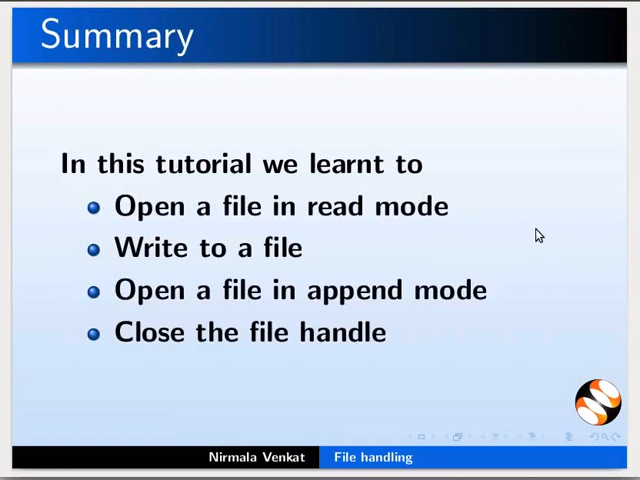 Summary
In this tutorial we learnt to
Open a file in read mode
Write to a file
Open a file in append mode
Close the file handle
Nirmala Venkat
File handling